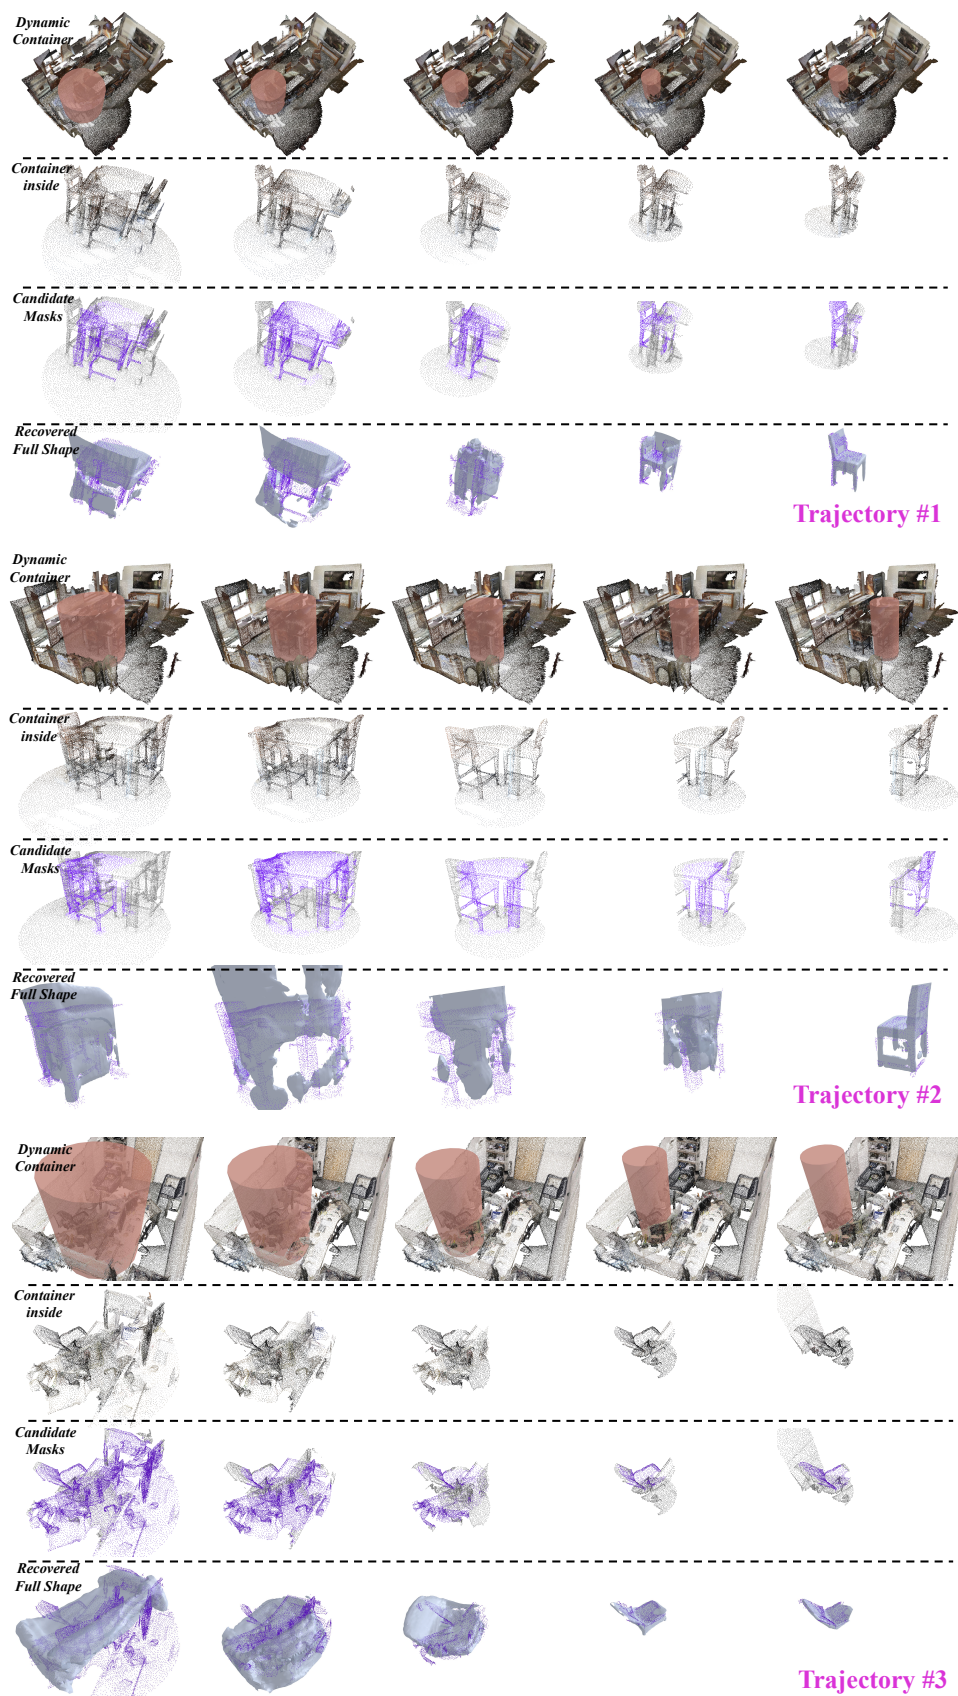 Dynamic
Container
Container
inside
Candidate
Masks
Recovered
Full Shape
Trajectory #1
Dynamic
Container
Container
inside
Candidate
Masks
Recovered
Full Shape
Trajectory #2
Dynamic
Container
Container
inside
Candidate
Masks
Recovered
Full Shape
Trajectory #3